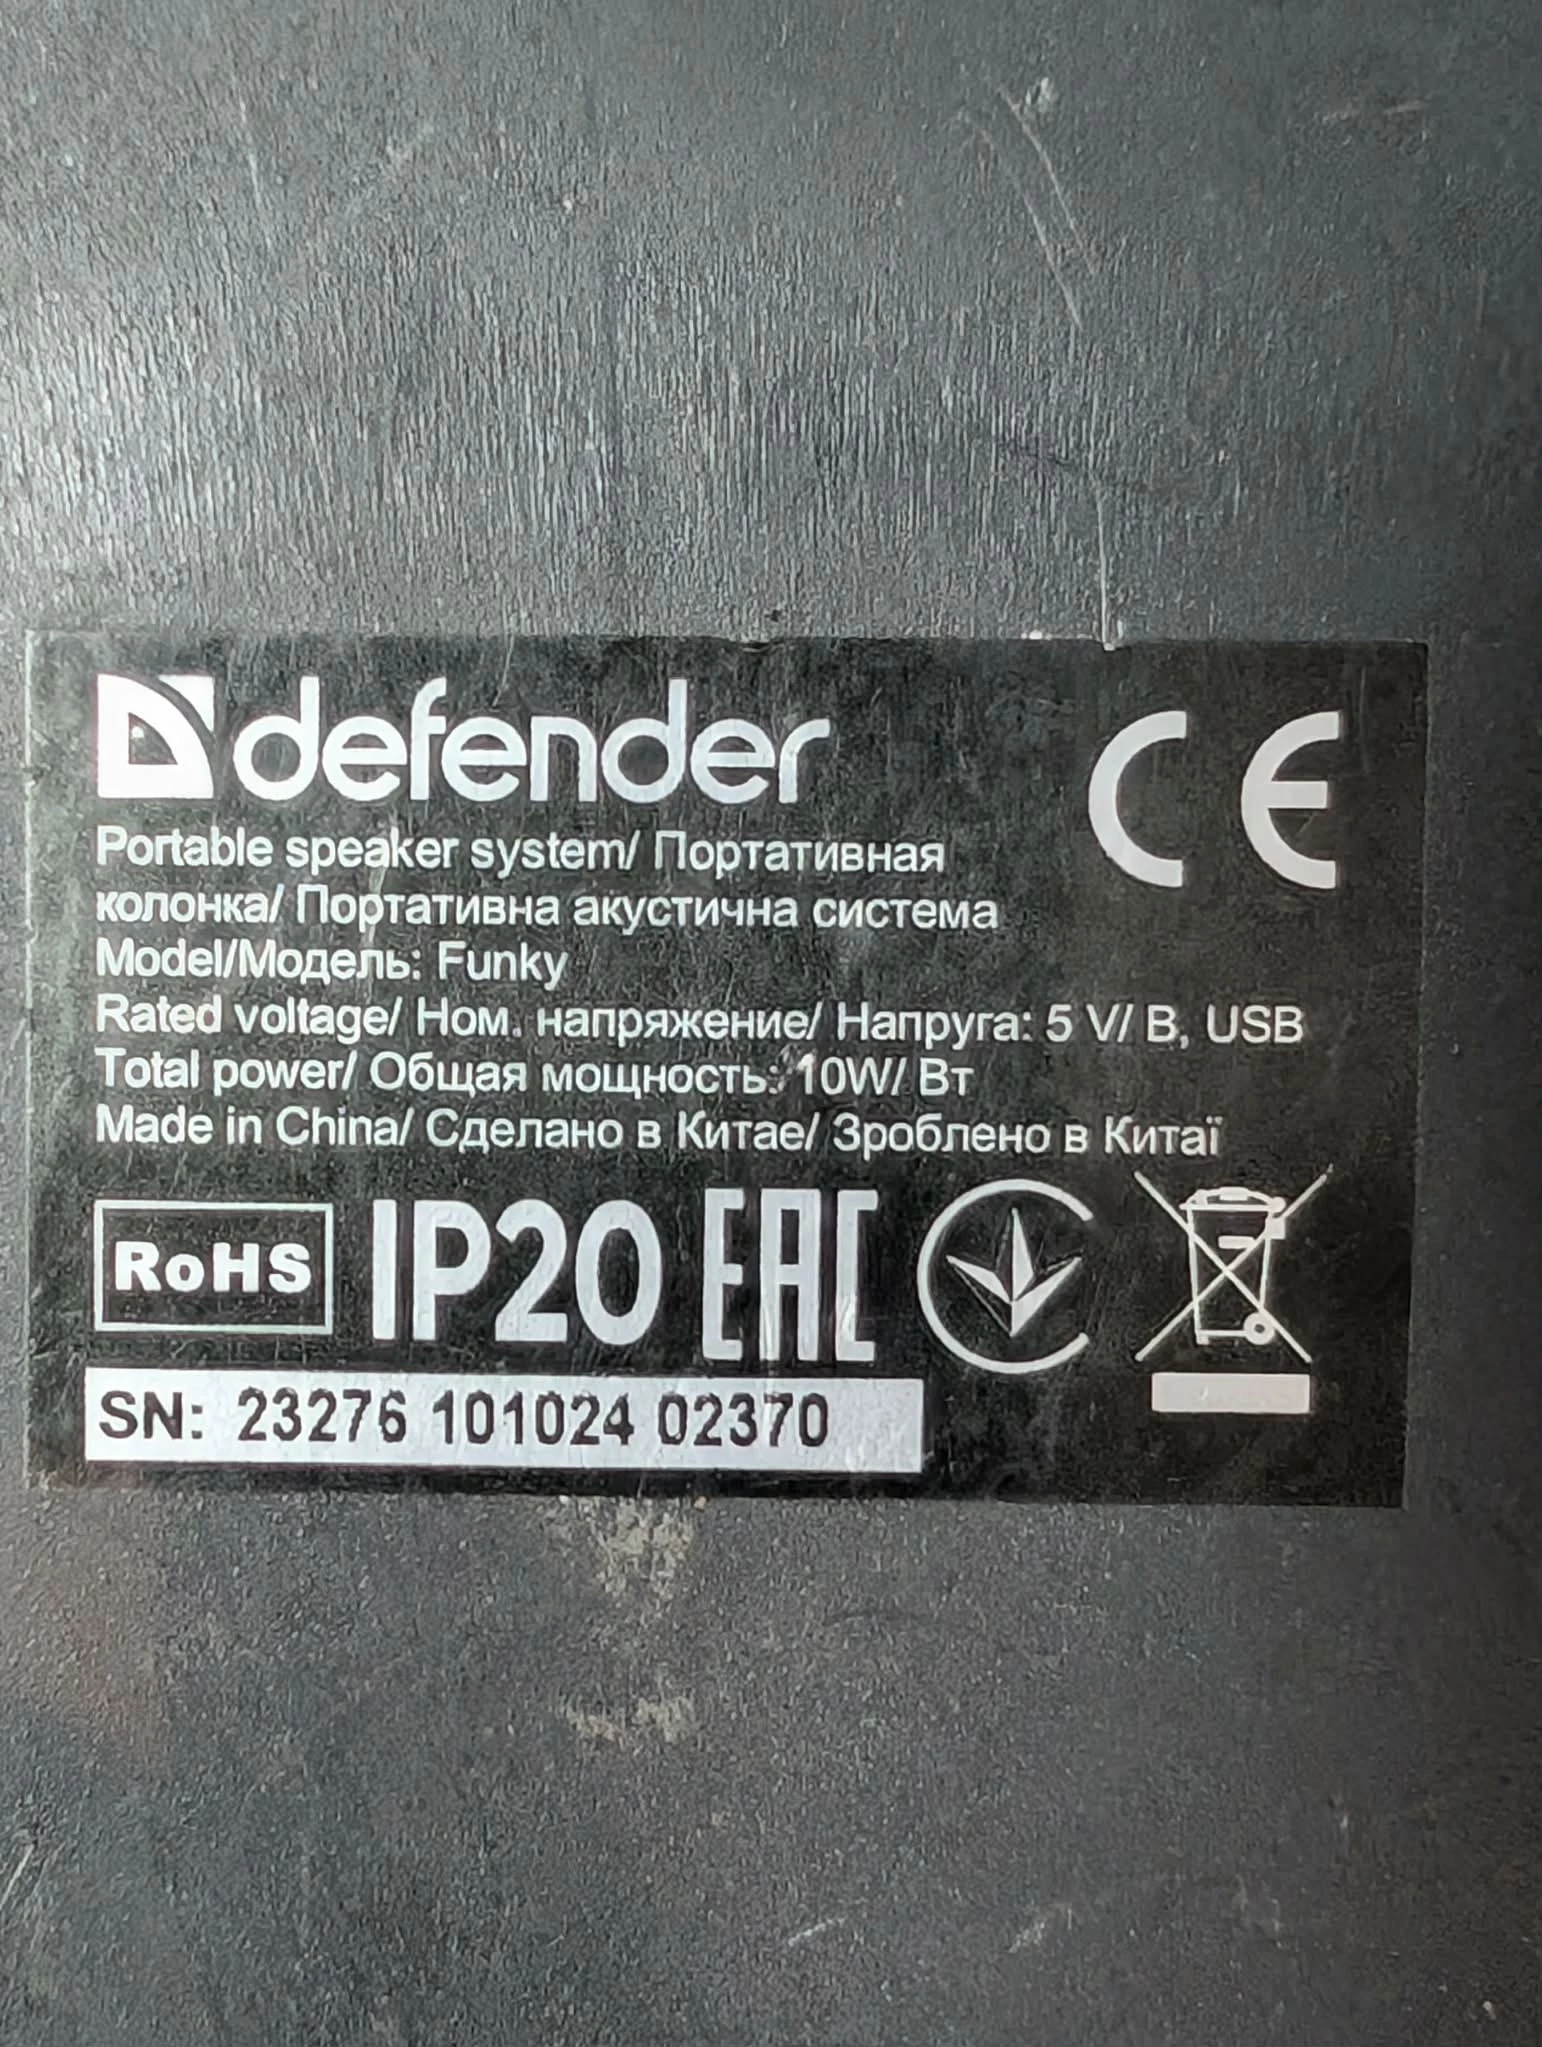 defender
CE
Portable speaker system/ Портативная
колонка/ Портативна акустична система
Model/Модель: Funky
Rated voltage/ Ном. напряжение/ Напруга: 5 V/ В, USB
Total power/ Общая мощность: 10W/ Вт
Made in China/ Сделано в Китае/ Зроблено в Китаї
RoHS IP20 EAC
SN: 23276 101024 02370